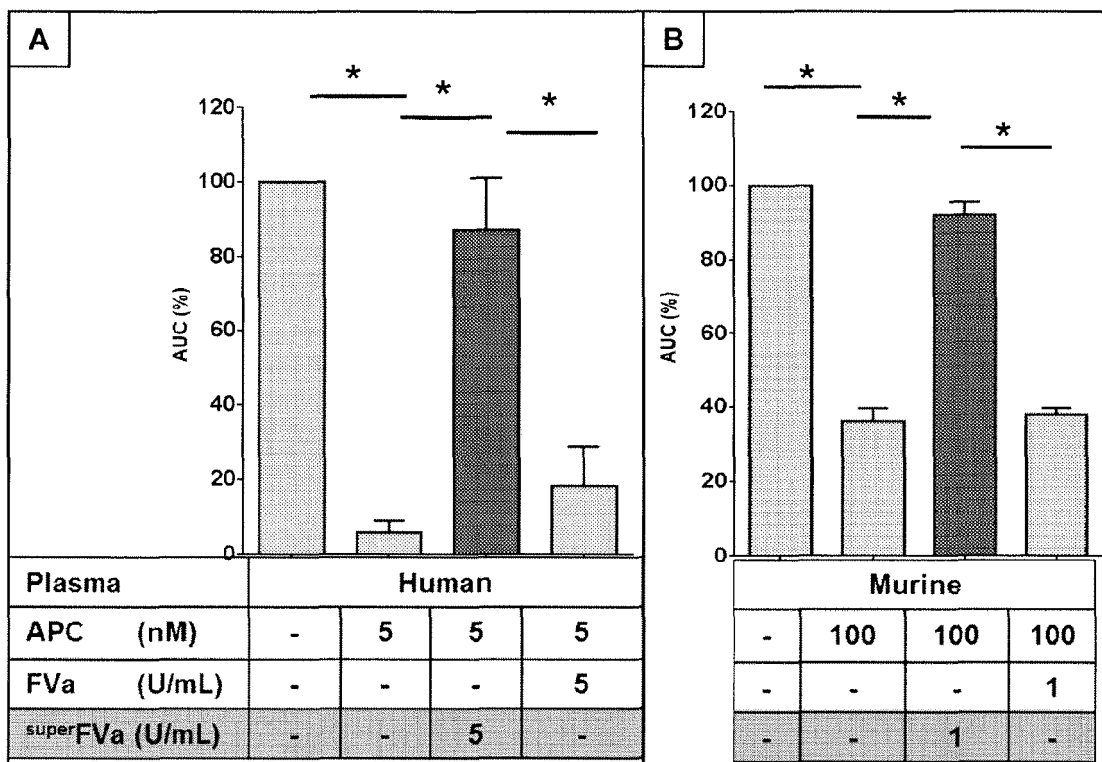 A
B
* * *
* * *
120
100
80
60
40
20
0
AUC (%)
120
100
80
60
40
20
0
AUC (%)
Plasma Human Murine
APC (nM) - 5 5 5 - 100 100 100
FVa (U/mL) - - - 5 - - - 1
superFVa (U/mL) - - 5 - - - 1 -